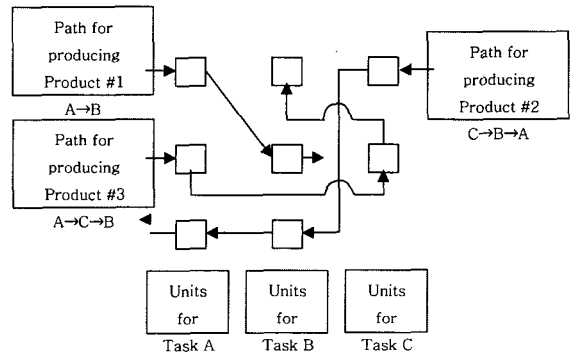 Path for
producing
Product #1
A→B
Path for
producing
Product #2
C→B→A
Path for
producing
Product #3
A→C→B
Units
for
Task A
Units
for
Task B
Units
for
Task C